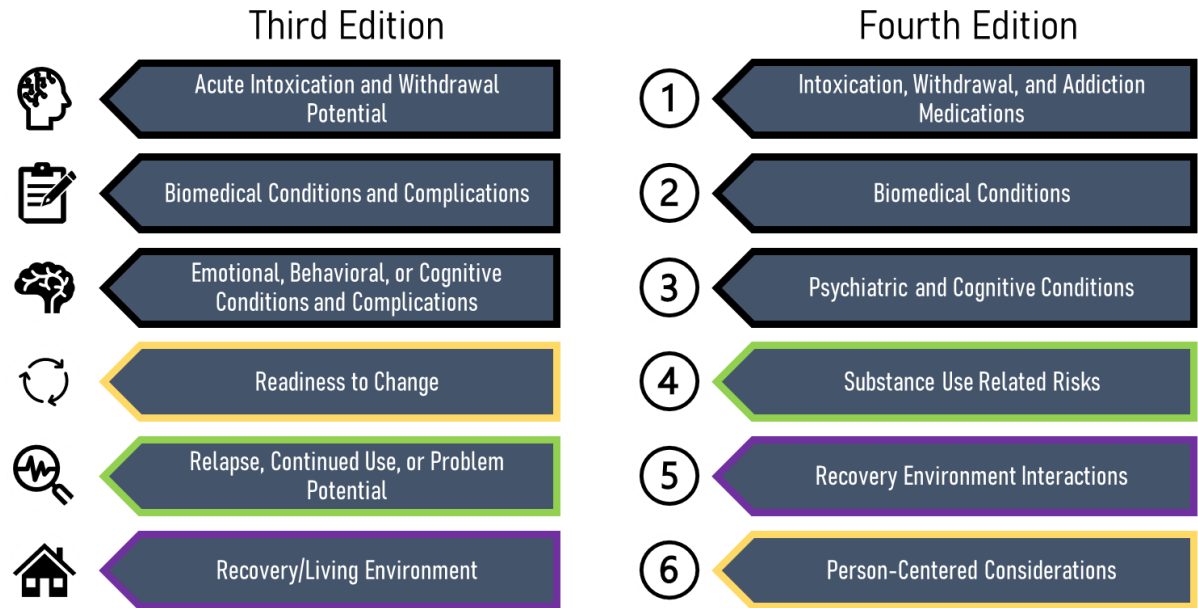 Third Edition
Acute Intoxication and Withdrawal
Potential
Biomedical Conditions and Complications
Emotional, Behavioral, or Cognitive
Conditions and Complications
Readiness to Change
Relapse, Continued Use, or Problem
Potential
Recovery/Living Environment
Fourth Edition
1
Intoxication, Withdrawal, and Addiction
Medications
2
Biomedical Conditions
3
Psychiatric and Cognitive Conditions
4
Substance Use Related Risks
5
Recovery Environment Interactions
6
Person-Centered Considerations